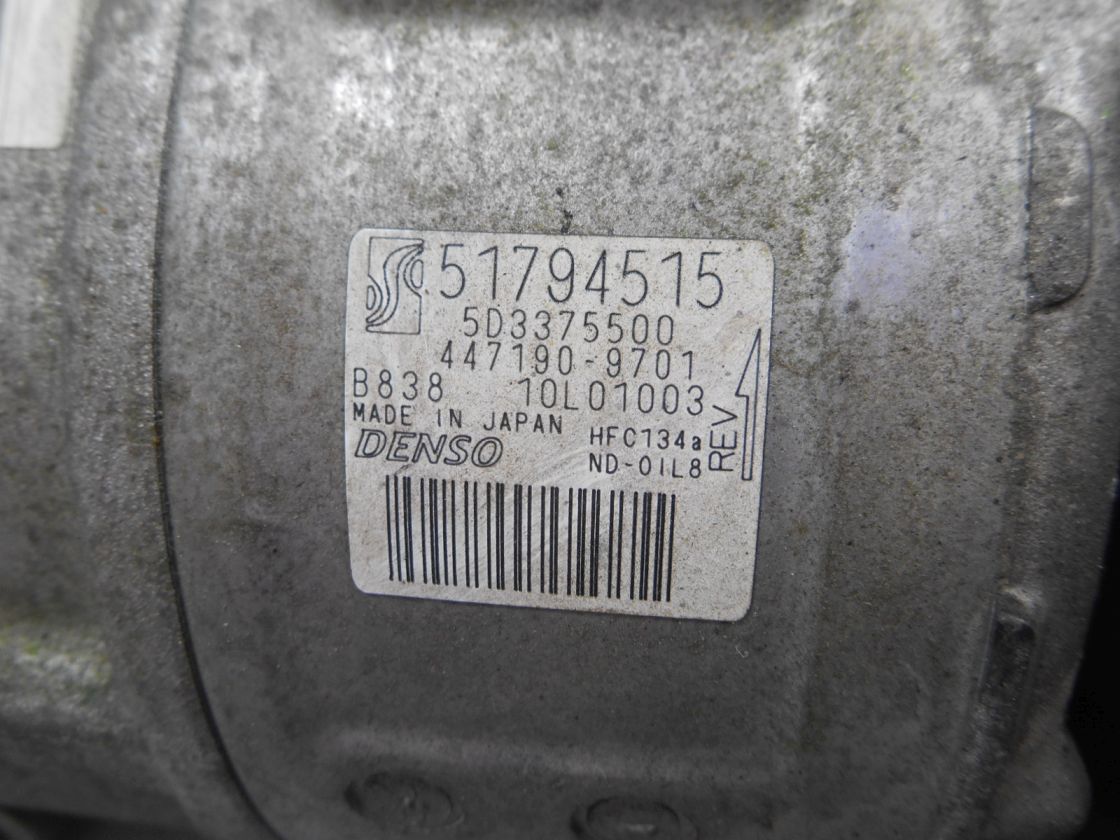 51794515
5D3375500
447190-9701
B838 10L01003
MADE IN JAPAN
DENSO
HFC134a
ND-OIL8
REV